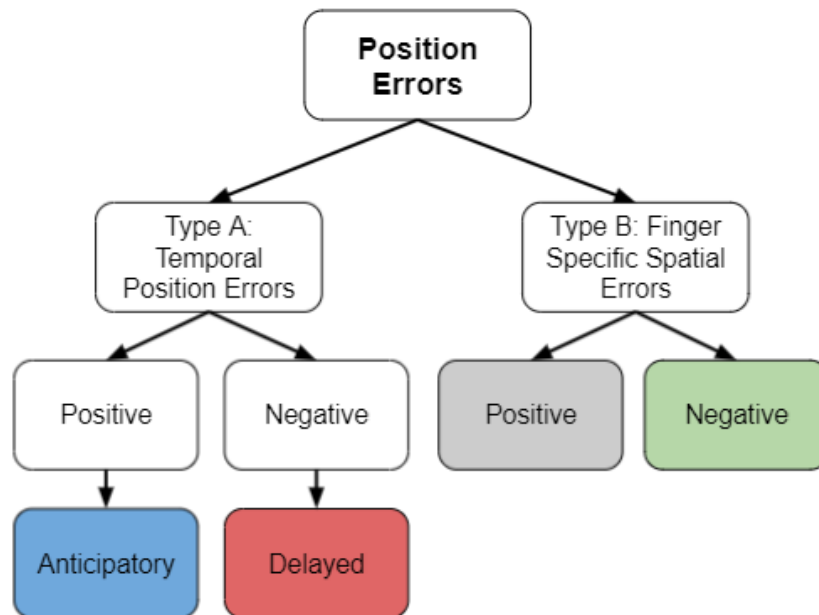 Position
Errors
Type A:
Temporal
Position Errors
Type B: Finger
Specific Spatial
Errors
Positive
Negative
Positive
Negative
Anticipatory
Delayed